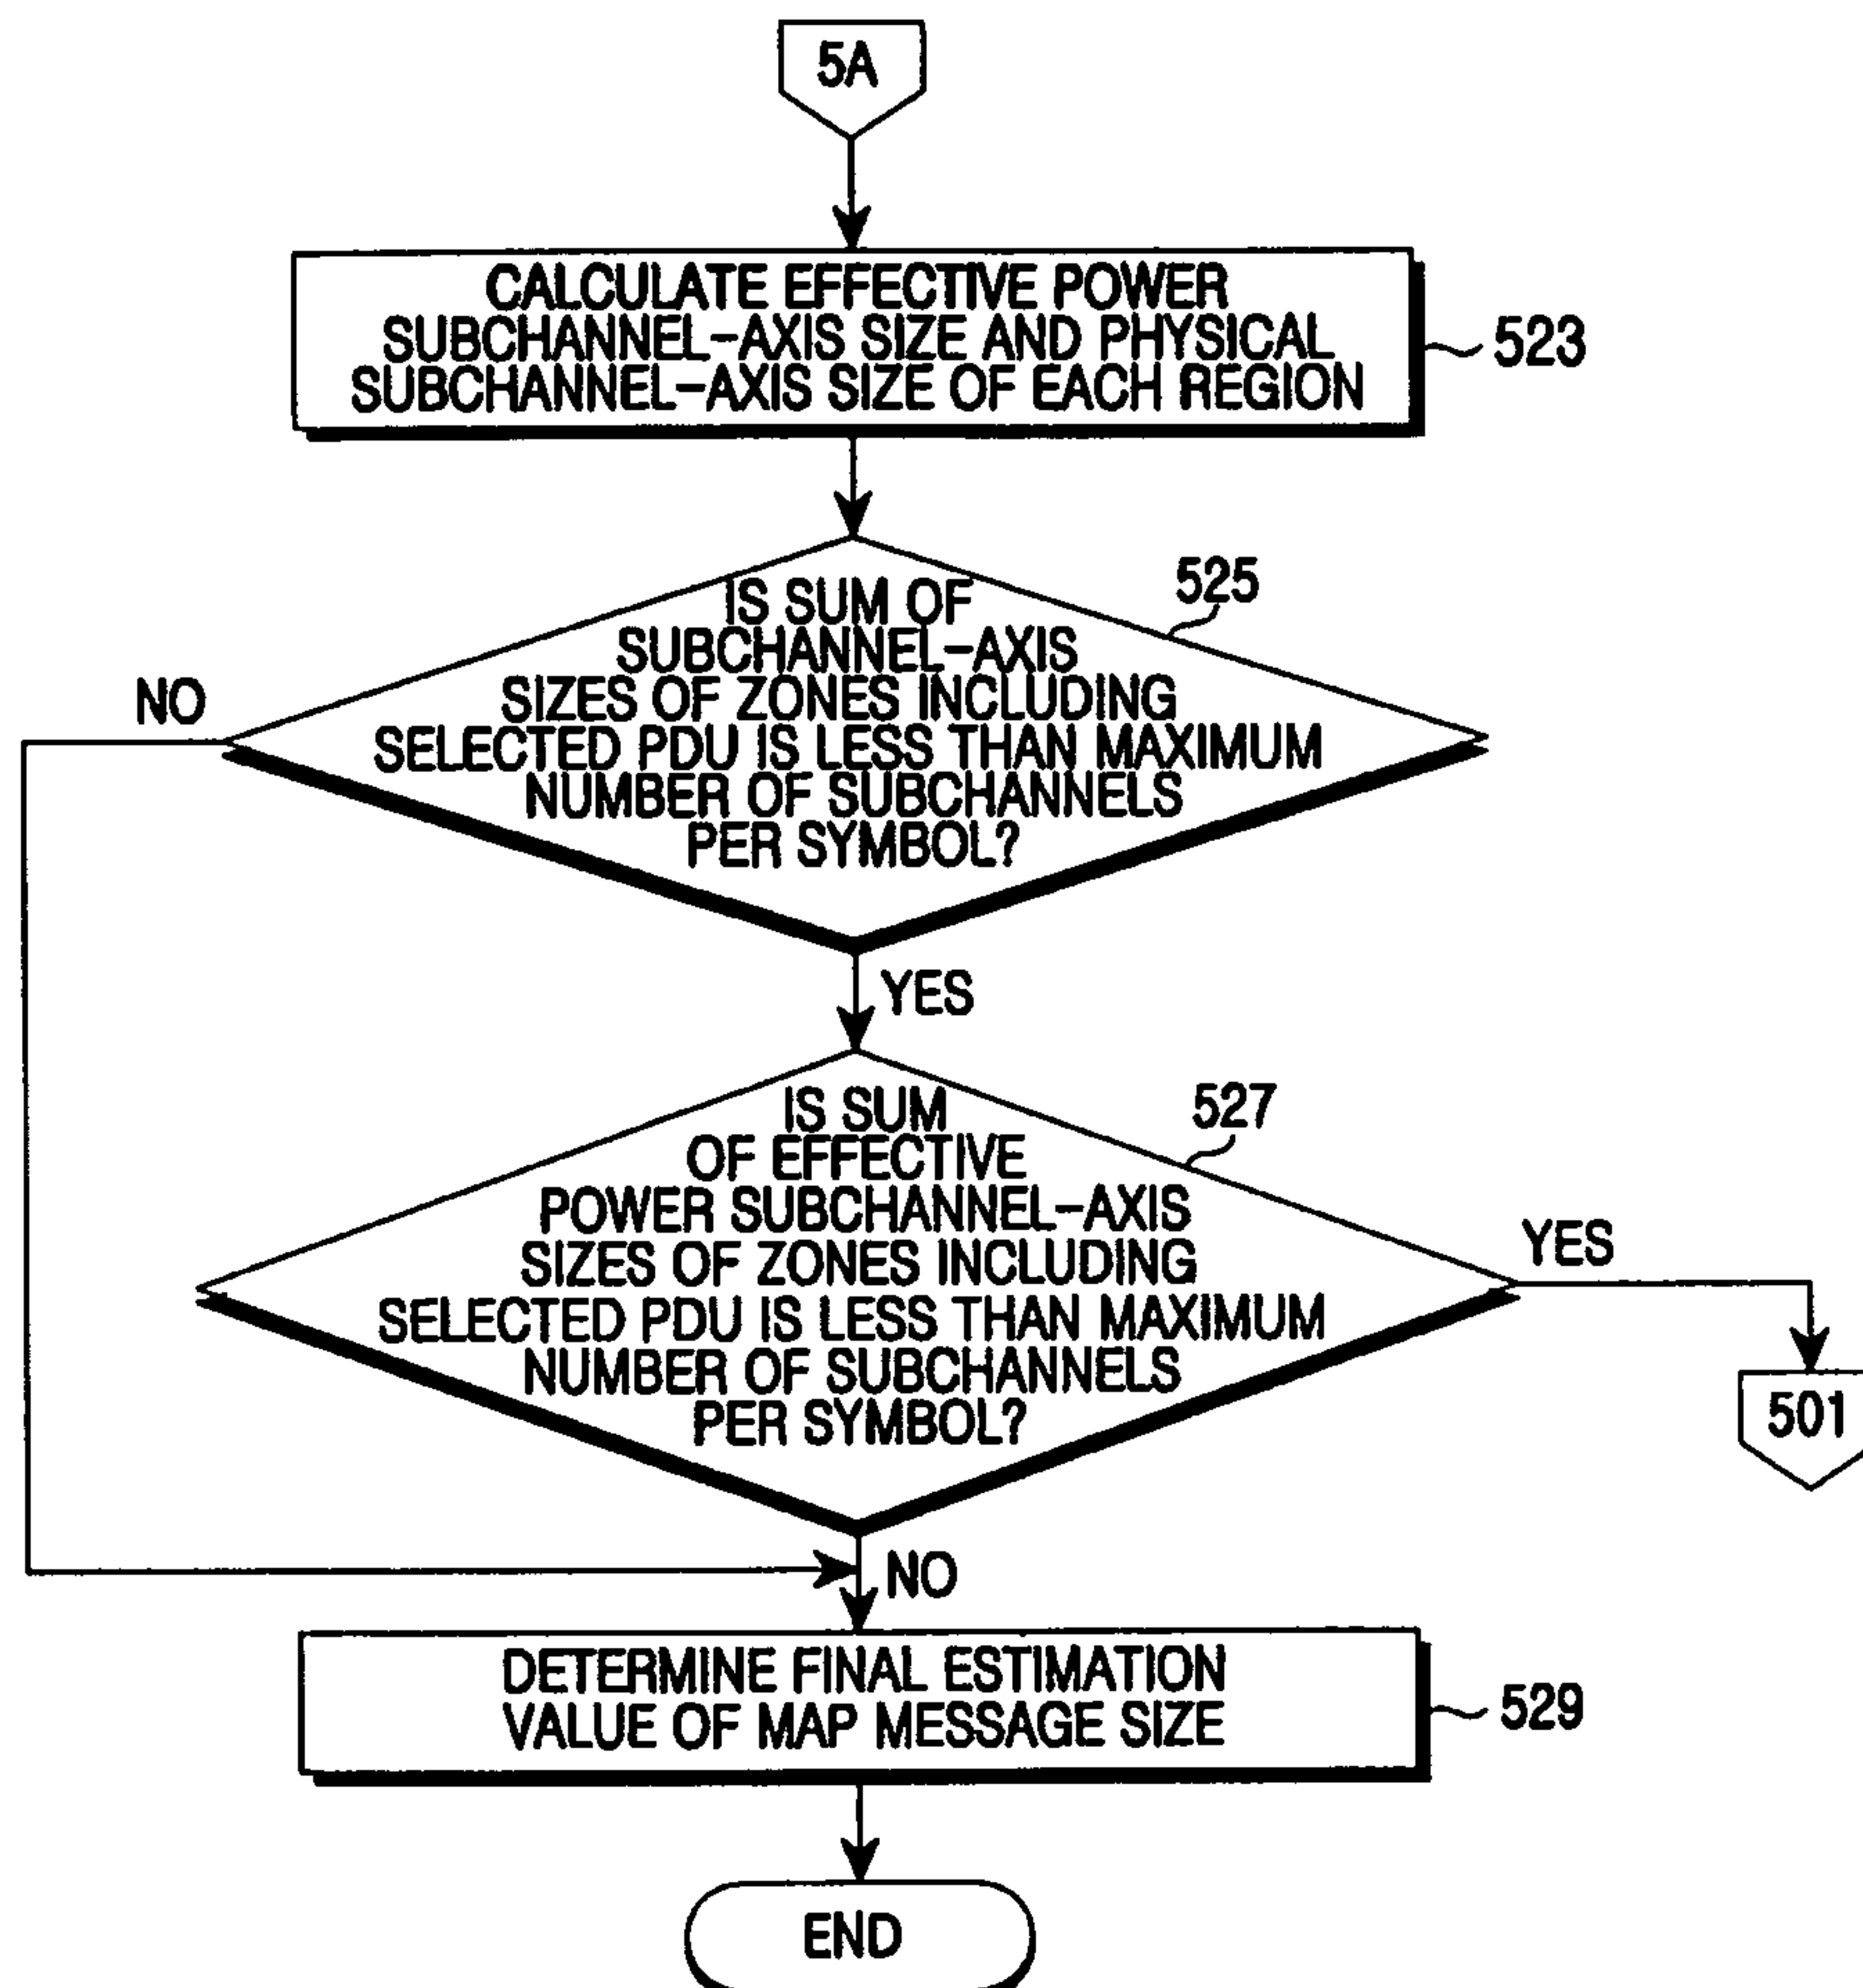 5A
CALCULATE EFFECTIVE POWER
SUBCHANNEL-AXIS SIZE AND PHYSICAL
SUBCHANNEL-AXIS SIZE OF EACH REGION
523
525
IS SUM OF
SUBCHANNEL-AXIS
SIZES OF ZONES INCLUDING
SELECTED PDU IS LESS THAN MAXIMUM
NUMBER OF SUBCHANNELS
PER SYMBOL?
NO
YES
527
IS SUM
OF EFFECTIVE
POWER SUBCHANNEL-AXIS
SIZES OF ZONES INCLUDING
SELECTED PDU IS LESS THAN MAXIMUM
NUMBER OF SUBCHANNELS
PER SYMBOL?
YES
501
NO
DETERMINE FINAL ESTIMATION
VALUE OF MAP MESSAGE SIZE
529
END